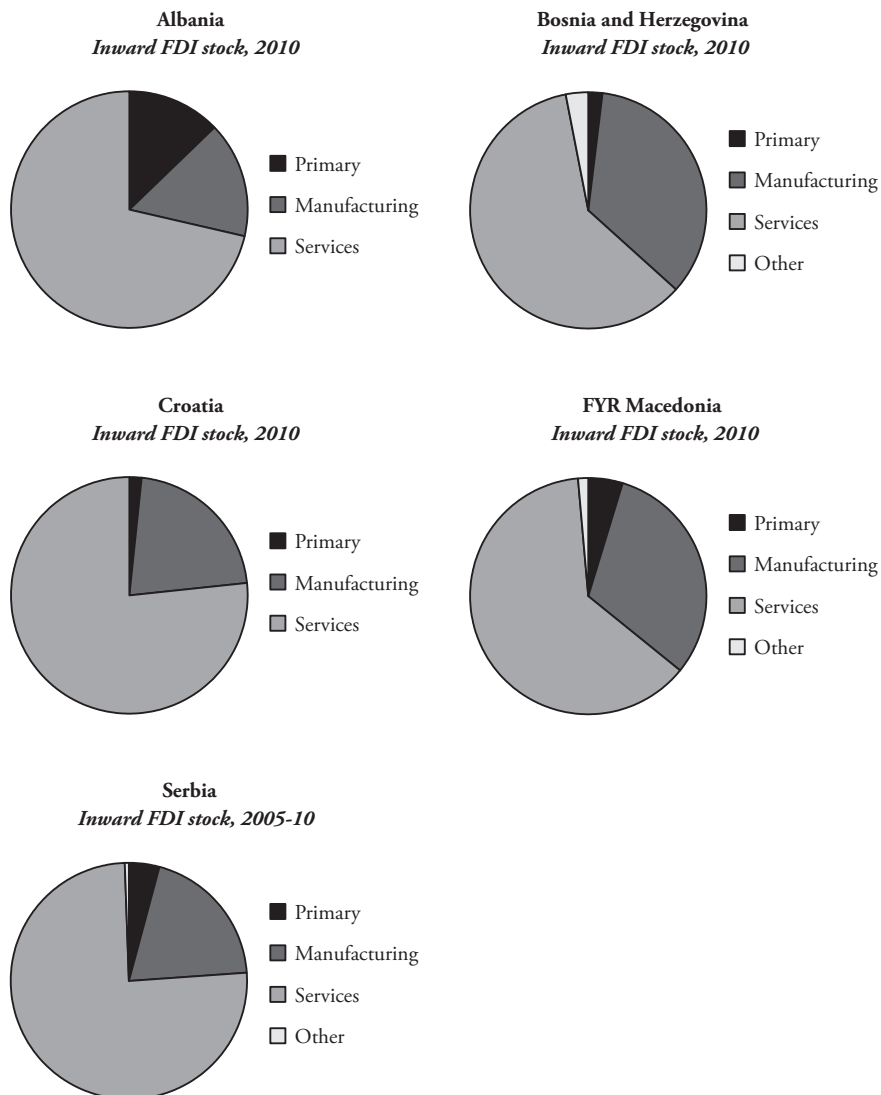 Albania
Inward FDI stock, 2010
Primary
Manufacturing
Services
Bosnia and Herzegovina
Inward FDI stock, 2010
Primary
Manufacturing
Services
Other
Croatia
Inward FDI stock, 2010
Primary
Manufacturing
Services
FYR Macedonia
Inward FDI stock, 2010
Primary
Manufacturing
Services
Other
Serbia
Inward FDI stock, 2005-10
Primary
Manufacturing
Services
Other